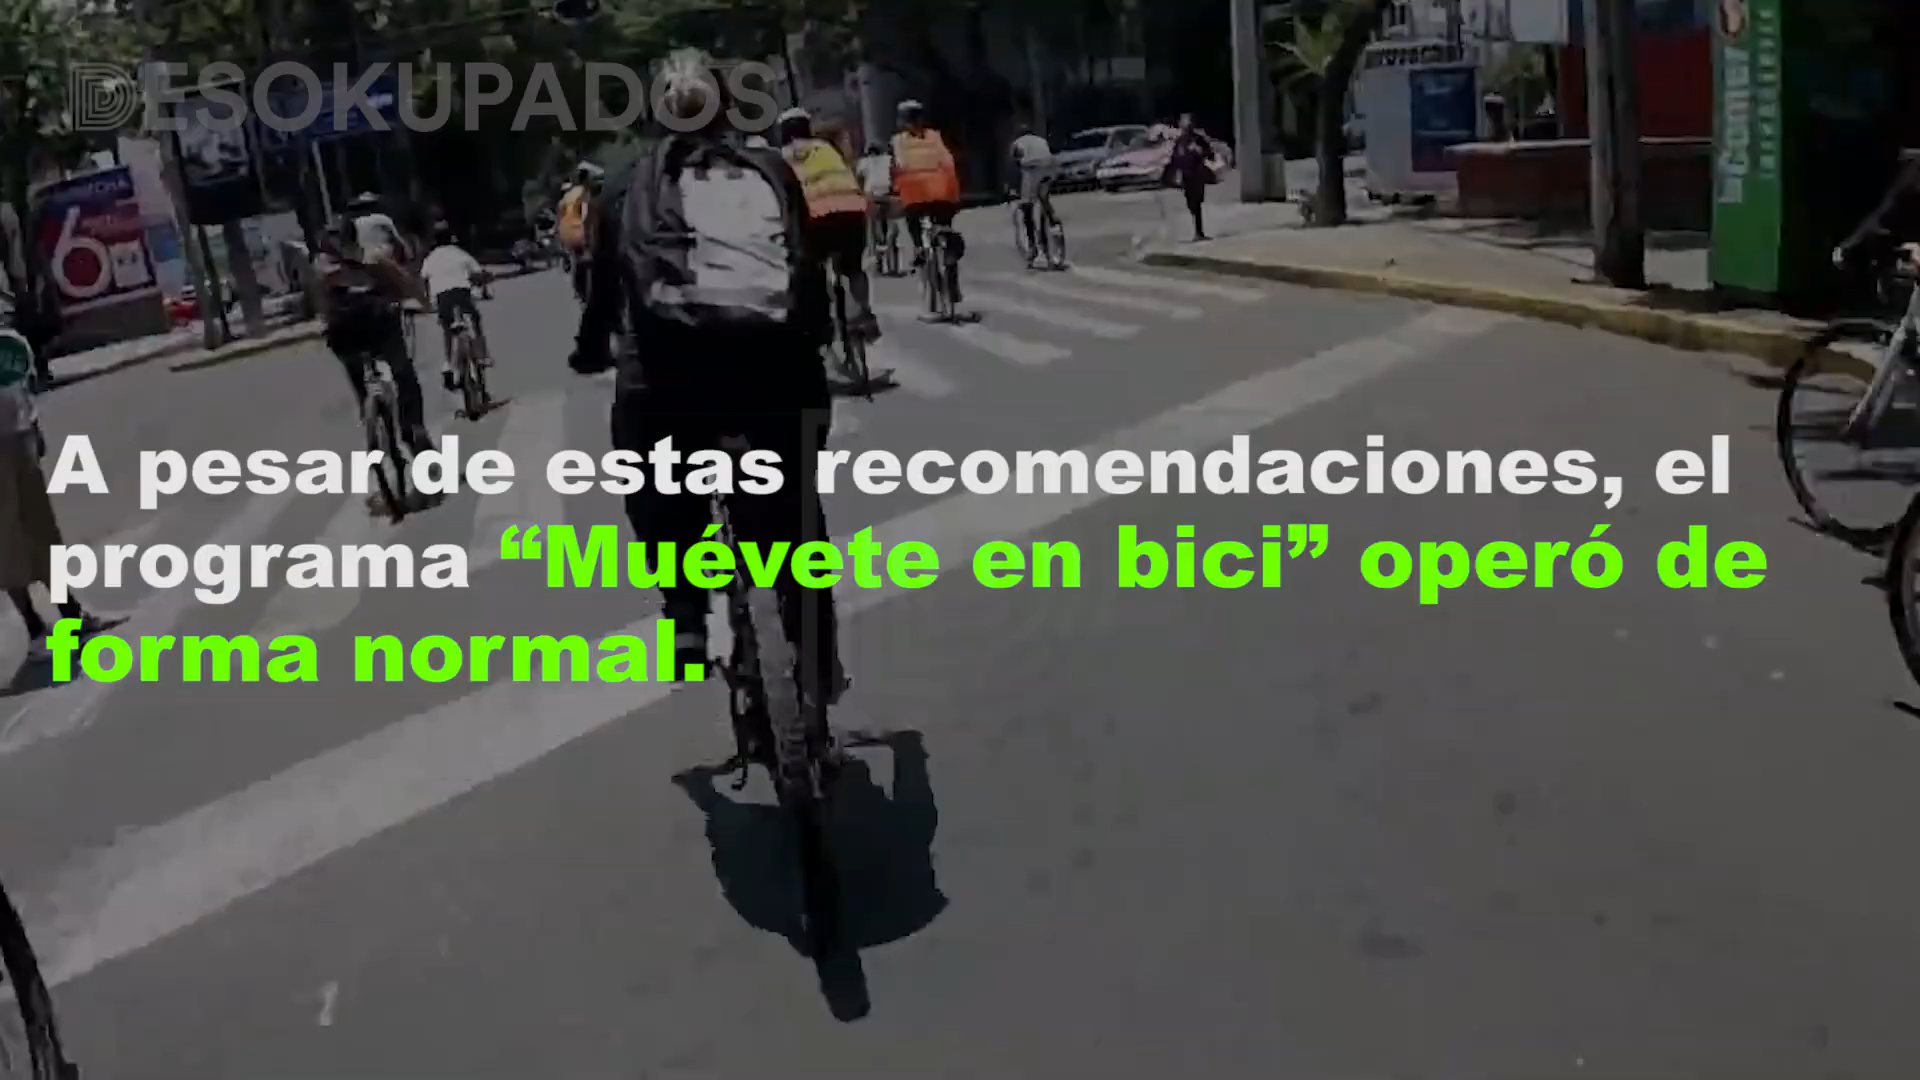 DESOKUPADOS
A pesar de estas recomendaciones, el
programa “Muévete en bici” operó de
forma normal.